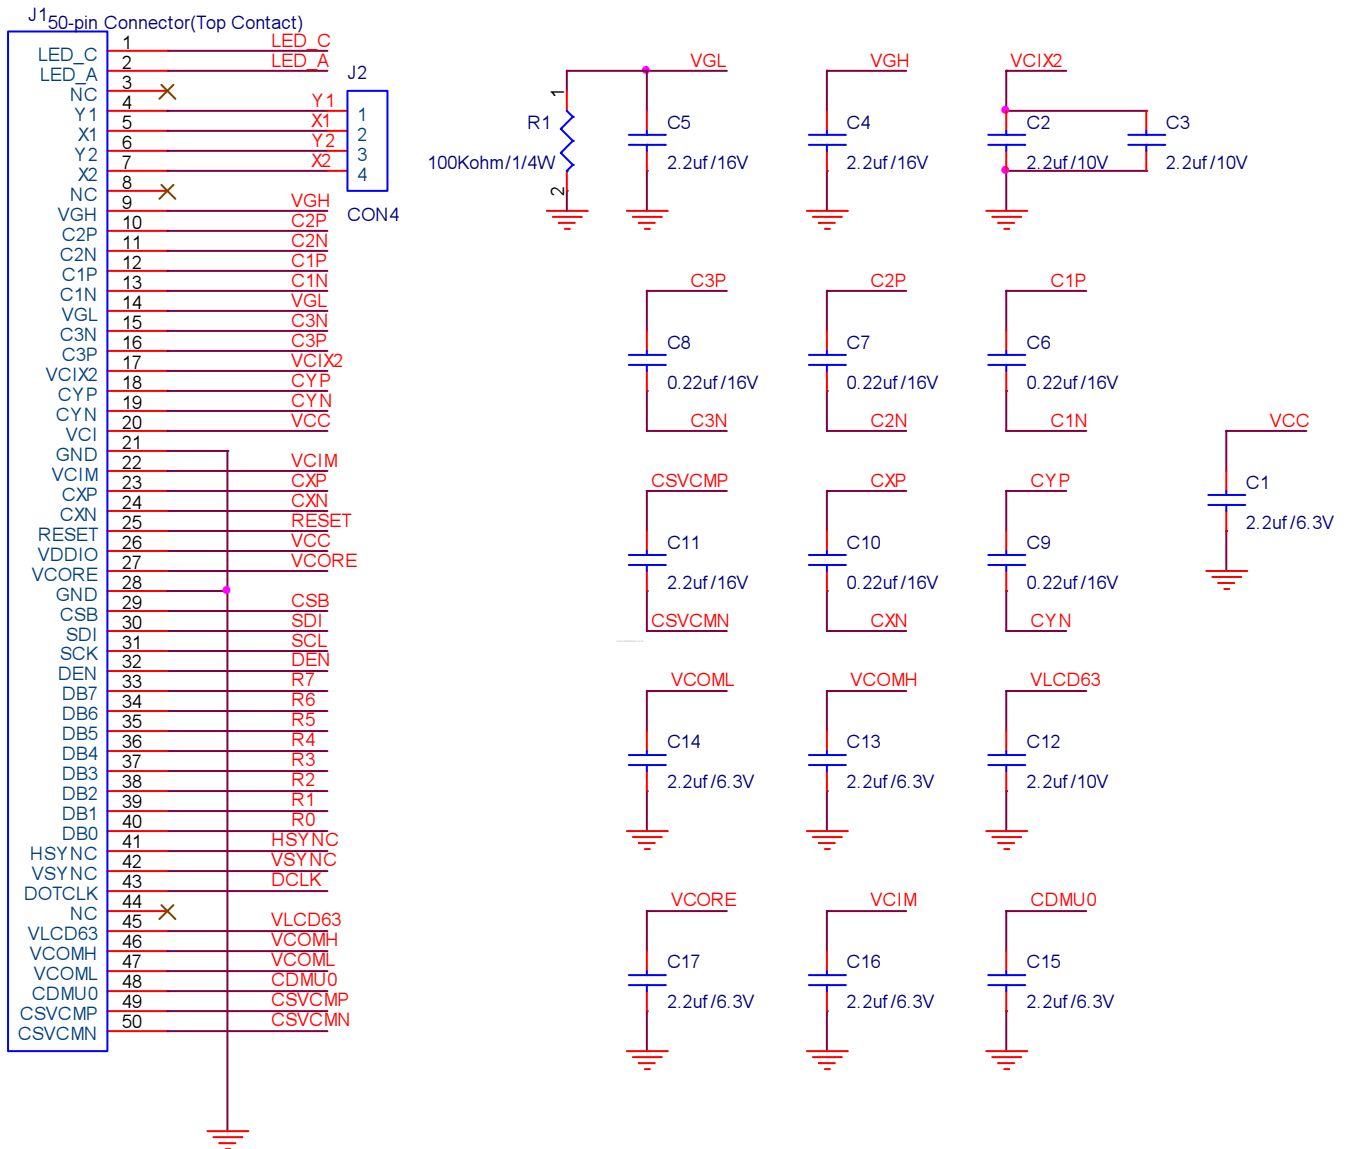 J1 50-pin Connector(Top Contact)
LED_C 1 LED_C
LED_A 2 LED_A
NC 3
Y1 4 Y1
X1 5 X1
Y2 6 Y2
X2 7 X2
NC 8
VGH 9 VGH
C2P 10 C2P
C2N 11 C2N
C1P 12 C1P
C1N 13 C1N
VGL 14 VGL
C3N 15 C3N
C3P 16 C3P
VCIX2 17 VCIX2
CYP 18 CYP
CYN 19 CYN
VCI 20 VCC
GND 21
VCIM 22 VCIM
CXP 23 CXP
CXN 24 CXN
RESET 25 RESET
VDDIO 26 VCC
VCORE 27 VCORE
GND 28
CSB 29 CSB
SDI 30 SDI
SCK 31 SCL
DEN 32 DEN
DB7 33 R7
DB6 34 R6
DB5 35 R5
DB4 36 R4
DB3 37 R3
DB2 38 R2
DB1 39 R1
DB0 40 R0
HSYNC 41 HSYNC
VSYNC 42 VSYNC
DOTCLK 43 DCLK
NC 44
VLCD63 45 VLCD63
VCOMH 46 VCOMH
VCOML 47 VCOML
CDMU0 48 CDMU0
CSVCMP 49 CSVCMP
CSVCMN 50 CSVCMN
J2
1
2
3
4
CON4
VGL
1
R1
100Kohm/1/4W
2
C5
2.2uf/16V
VGH
C4
2.2uf/16V
VCIX2
C2
2.2uf/10V
C3
2.2uf/10V
C3P
C8
0.22uf/16V
C3N
C2P
C7
0.22uf/16V
C2N
C1P
C6
0.22uf/16V
C1N
VCC
C1
2.2uf/6.3V
CSVCMP
C11
2.2uf/16V
CSVCMN
CXP
C10
0.22uf/16V
CXN
CYP
C9
0.22uf/16V
CYN
VCOML
C14
2.2uf/6.3V
VCOMH
C13
2.2uf/6.3V
VLCD63
C12
2.2uf/10V
VCORE
C17
2.2uf/6.3V
VCIM
C16
2.2uf/6.3V
CDMU0
C15
2.2uf/6.3V